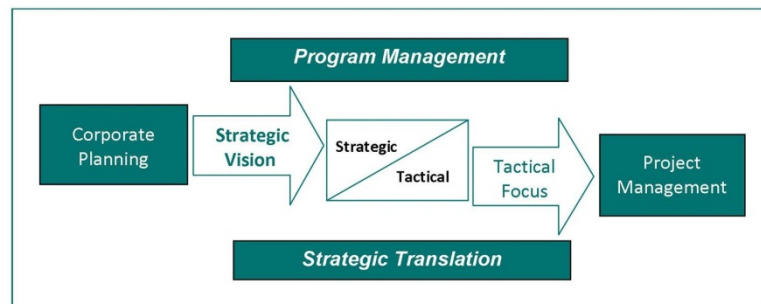 Program Management
Corporate
Planning
Strategic
Vision
Strategic
Tactical
Tactical
Focus
Project
Management
Strategic Translation